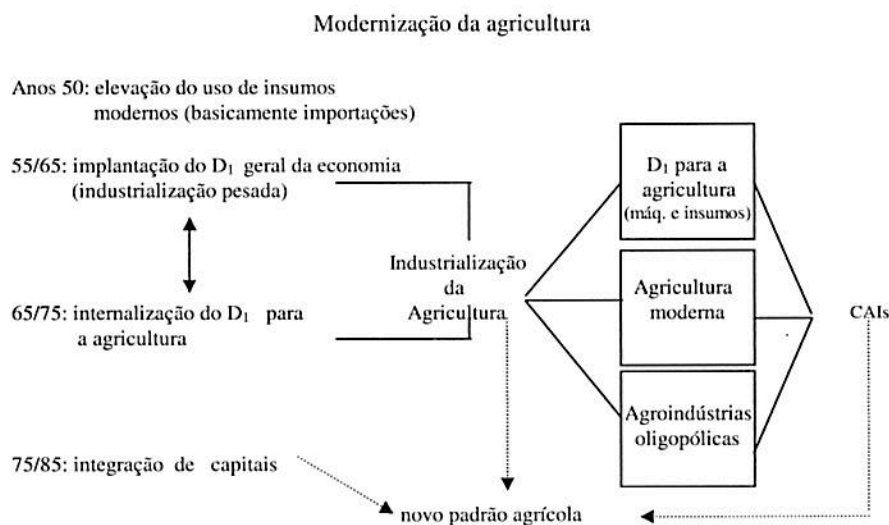 Modernização da agricultura
Anos 50: elevação do uso de insumos
modernos (basicamente importações)
55/65: implantação do D₁ geral da economia
(industrialização pesada)
65/75: internalização do D₁ para
a agricultura
75/85: integração de capitais
Industrialização
da
Agricultura
D₁ para a
agricultura
(máq. e insumos)
Agricultura
moderna
Agroindústrias
oligopólicas
CAIs
novo padrão agrícola